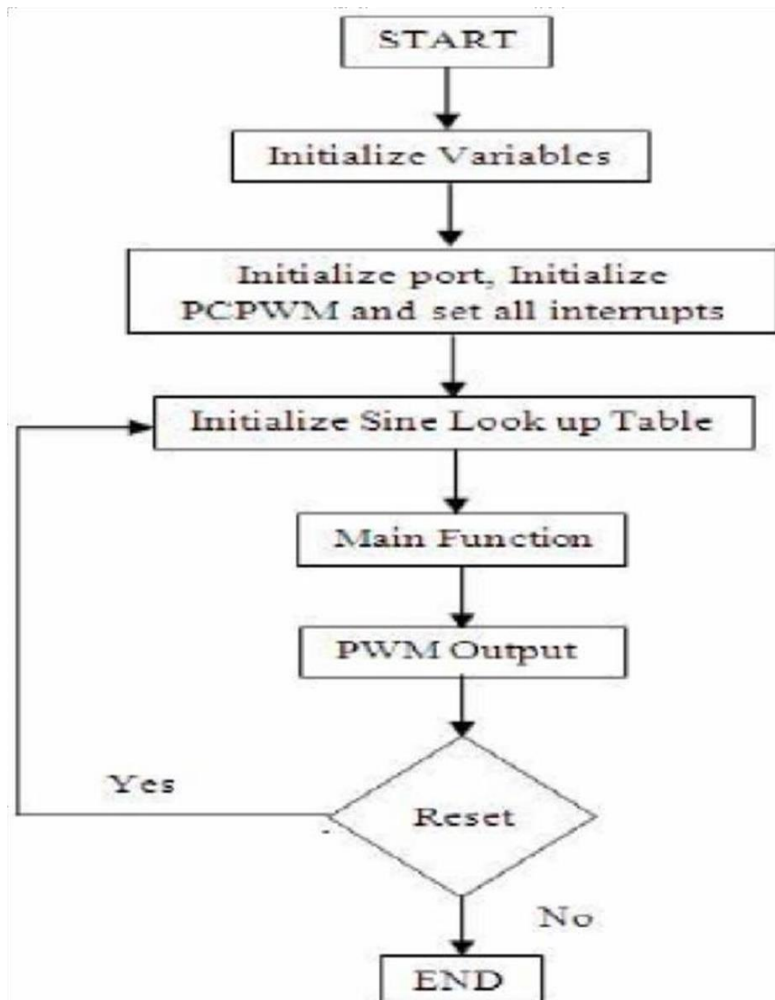 START
Initialize Variables
Initialize port, Initialize
PCPWM and set all interrupts
Initialize Sine Look up Table
Main Function
PWM Output
Yes
Reset
No
END